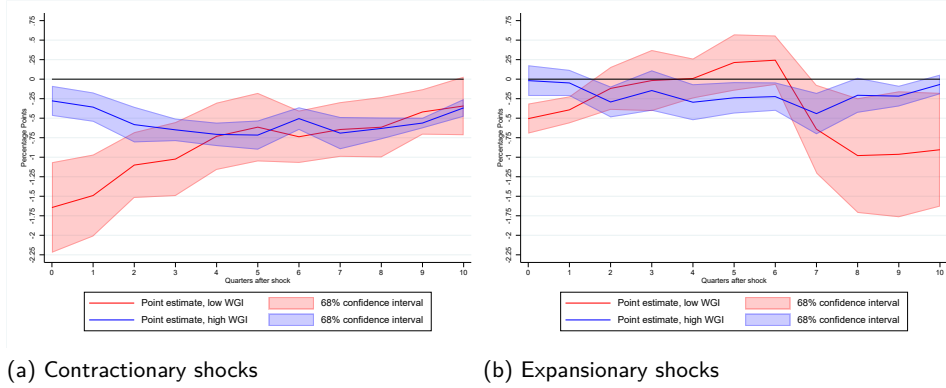 .75
.5
.25
0
-.25
-.5
-.75
-1
-1.25
-1.5
-1.75
-2
-2.25
Percentage Points
0 1 2 3 4 5 6 7 8 9 10
Quarters after shock
Point estimate, low WGI 68% confidence interval
Point estimate, high WGI 68% confidence interval
(a) Contractionary shocks
.75
.5
.25
0
-.25
-.5
-.75
-1
-1.25
-1.5
-1.75
-2
-2.25
Percentage Points
0 1 2 3 4 5 6 7 8 9 10
Quarters after shock
Point estimate, low WGI 68% confidence interval
Point estimate, high WGI 68% confidence interval
(b) Expansionary shocks